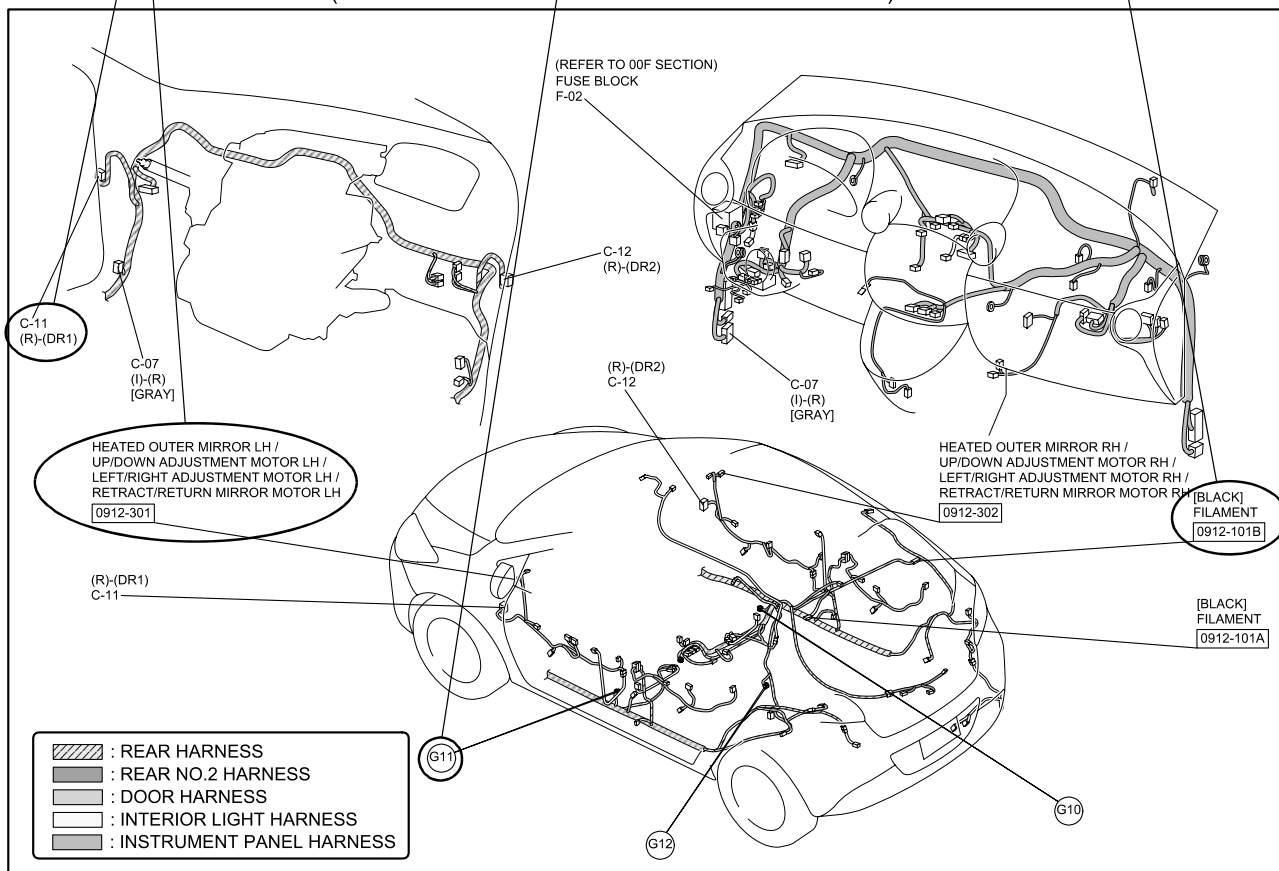 (REFER TO 00F SECTION)
FUSE BLOCK
F-02
C-12
(R)-(DR2)
C-11
(R)-(DR1)
C-07
(I)-(R)
[GRAY]
(R)-(DR2)
C-12
C-07
(I)-(R)
[GRAY]
HEATED OUTER MIRROR LH /
UP/DOWN ADJUSTMENT MOTOR LH /
LEFT/RIGHT ADJUSTMENT MOTOR LH /
RETRACT/RETURN MIRROR MOTOR LH
0912-301
HEATED OUTER MIRROR RH /
UP/DOWN ADJUSTMENT MOTOR RH /
LEFT/RIGHT ADJUSTMENT MOTOR RH /
RETRACT/RETURN MIRROR MOTOR RH
0912-302
[BLACK]
FILAMENT
0912-101B
(R)-(DR1)
C-11
[BLACK]
FILAMENT
0912-101A
: REAR HARNESS
: REAR NO.2 HARNESS
: DOOR HARNESS
: INTERIOR LIGHT HARNESS
: INSTRUMENT PANEL HARNESS
G11
G12
G10